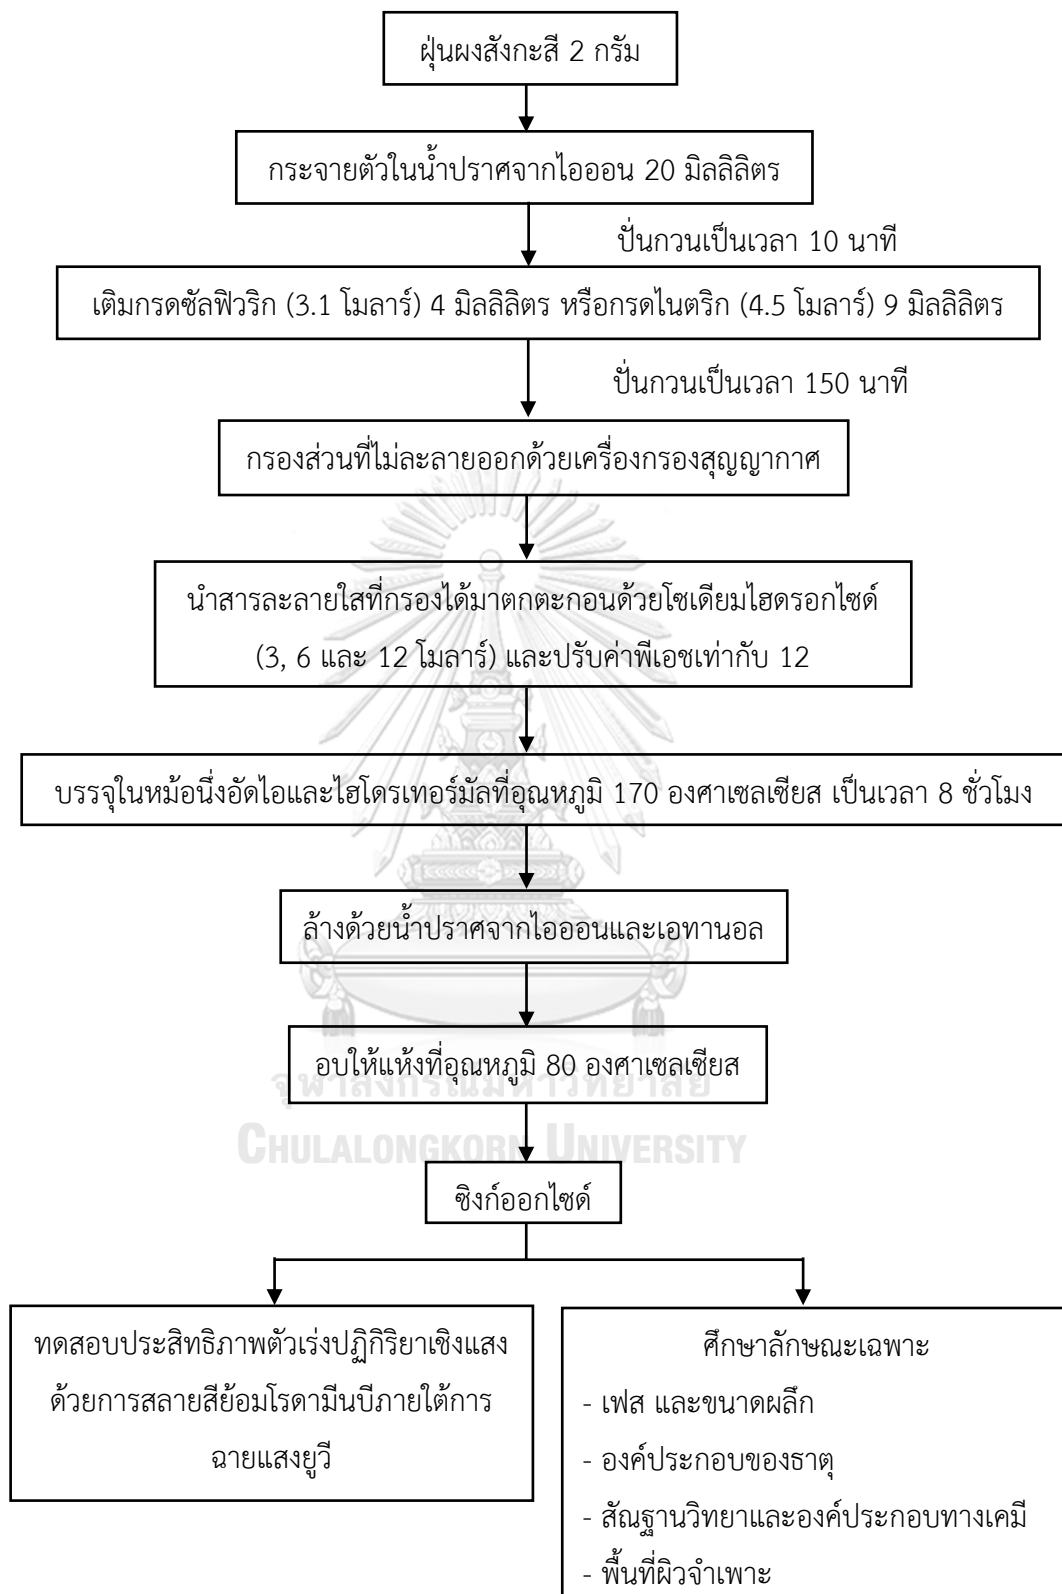 ฝุ่นผงสังกะสี 2 กรัม
กระจายตัวในน้ำปราศจากไอออน 20 มิลลิลิตร
ปั่นกวนเป็นเวลา 10 นาที
เติมกรดซัลฟิวริก (3.1 โมลาร์) 4 มิลลิลิตร หรือกรดไนตริก (4.5 โมลาร์) 9 มิลลิลิตร
ปั่นกวนเป็นเวลา 150 นาที
กรองส่วนที่ไม่ละลายออกด้วยเครื่องกรองสุญญากาศ
นำสารละลายใสที่กรองได้มาตกตะกอนด้วยโซเดียมไฮดรอกไซด์
(3, 6 และ 12 โมลาร์) และปรับค่าพีเอชเท่ากับ 12
บรรจุในหม้อนึ่งอัดไอและไฮโดรเทอร์มัลที่อุณหภูมิ 170 องศาเซลเซียส เป็นเวลา 8 ชั่วโมง
ล้างด้วยน้ำปราศจากไอออนและเอทานอล
อบให้แห้งที่อุณหภูมิ 80 องศาเซลเซียส
จุฬาลงกรณ์มหาวิทยาลัย
CHULALONGKORN UNIVERSITY
ซิงก์ออกไซด์
ทดสอบประสิทธิภาพตัวเร่งปฏิกิริยาเชิงแสง
ด้วยการสลายสีย้อมโรดามีนบีภายใต้การ
ฉายแสงยูวี
ศึกษาลักษณะเฉพาะ
- เฟส และขนาดผลึก
- องค์ประกอบของธาตุ
- สัณฐานวิทยาและองค์ประกอบทางเคมี
- พื้นที่ผิวจำเพาะ